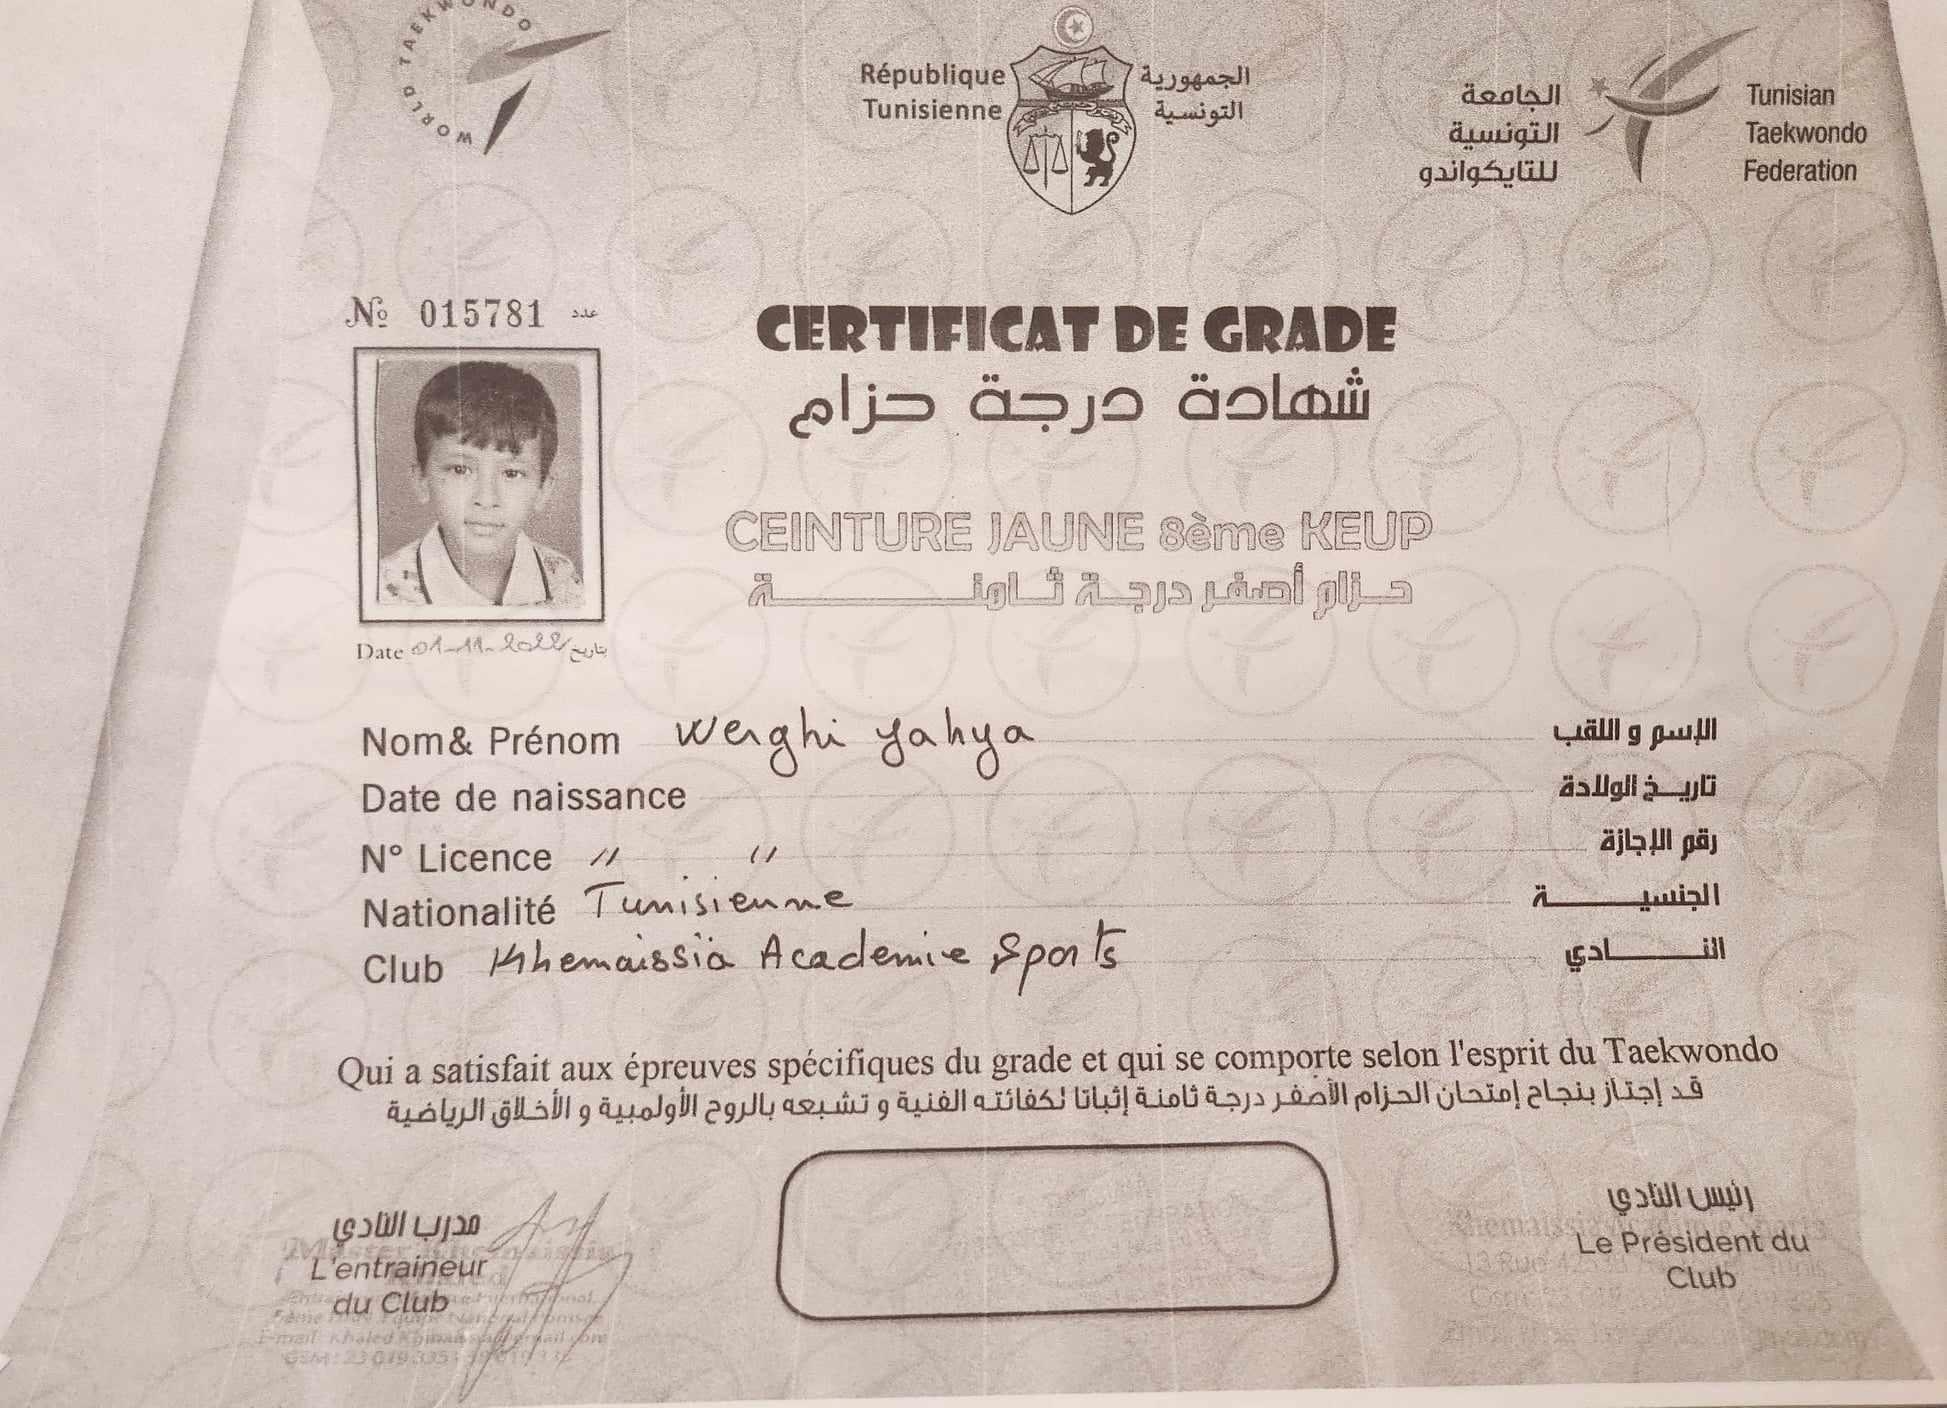 WORLD TAEKWONDO
République
Tunisienne
الجمهورية
التونسية
الجامعة
التونسية
للتايكواندو
Tunisian
Taekwondo
Federation
№ 015781 عدد
CERTIFICAT DE GRADE
شهادة درجة حزام
CEINTURE JAUNE 8ème KEUP
حزام أصفر درجة ثامنة
Date 01-11-2022 بتاريخ
Nom& Prénom Werghi Yahya الإسم و اللقب
Date de naissance تاريخ الولادة
N° Licence " " رقم الإجازة
Nationalité Tunisienne الجنسية
Club Khemaissia Academie Sports النادي
Qui a satisfait aux épreuves spécifiques du grade et qui se comporte selon l'esprit du Taekwondo
قد إجتاز بنجاح إمتحان الحزام الأصفر درجة ثامنة إثباتا لكفائته الفنية و تشبعه بالروح الأولمبية و الأخلاق الرياضية
مدرب النادي
L'entraineur
du Club
رئيس النادي
Le Président du
Club